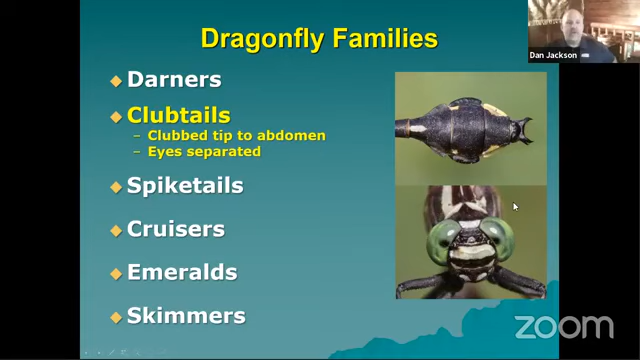 Dragonfly Families
Darners
Clubtails
– Clubbed tip to abdomen
– Eyes separated
Spiketails
Cruisers
Emeralds
Skimmers
Dan Jackson
zoom